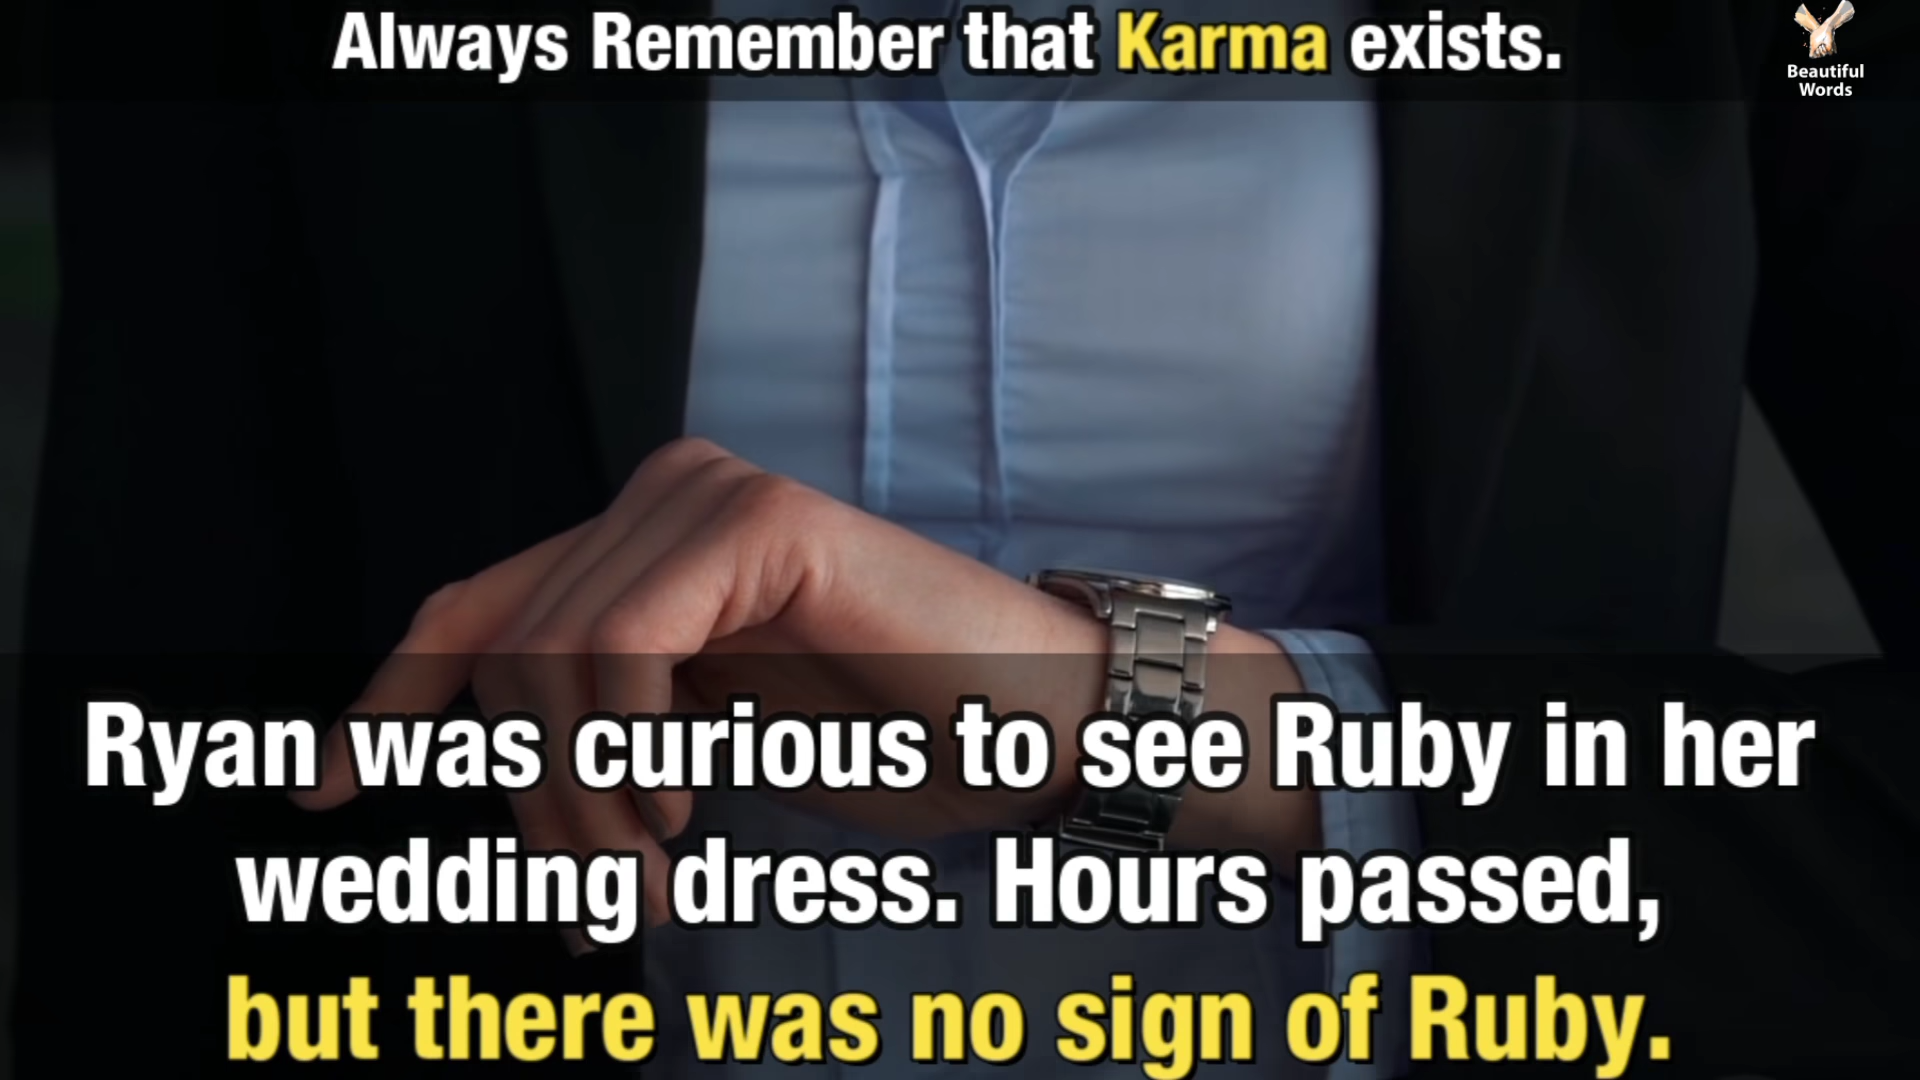 Always Remember that Karma exists.
Beautiful
Words
Ryan was curious to see Ruby in her
wedding dress. Hours passed,
but there was no sign of Ruby.